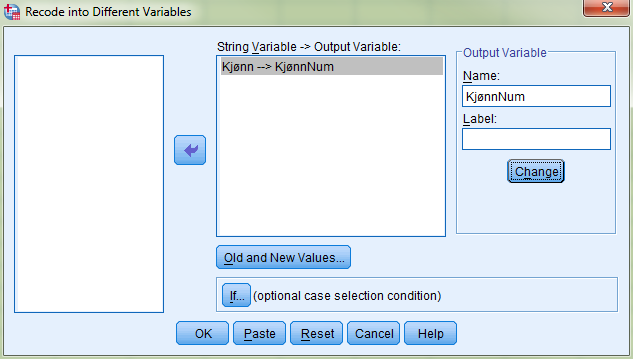 Recode into Different Variables
String Variable -> Output Variable:
Kjønn --> KjønnNum
Output Variable
Name:
KjønnNum
Label:
Change
Old and New Values...
If... (optional case selection condition)
OK Paste Reset Cancel Help